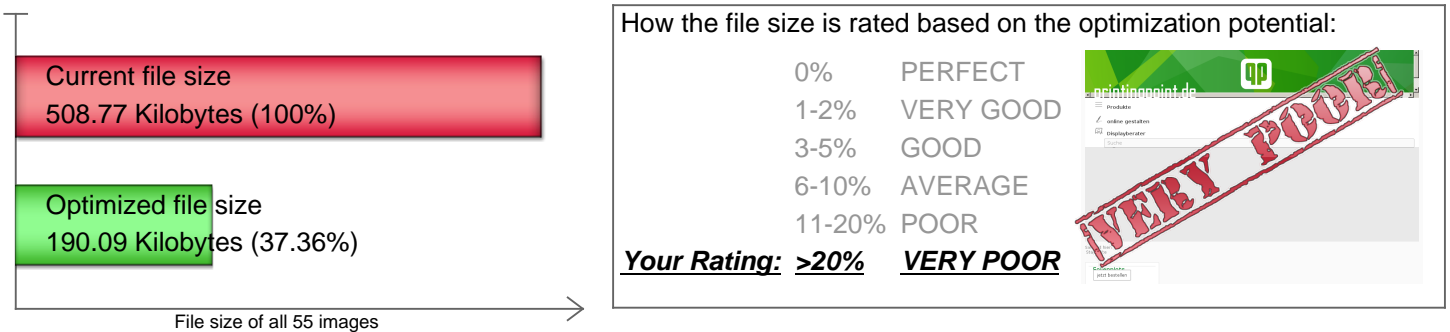 Current file size
508.77 Kilobytes (100%)
Optimized file size
190.09 Kilobytes (37.36%)
File size of all 55 images
How the file size is rated based on the optimization potential:
0% PERFECT
1-2% VERY GOOD
3-5% GOOD
6-10% AVERAGE
11-20% POOR
Your Rating: >20% VERY POOR
printingpoint.de
Produkte
online gestalten
Displayberater
Suche
VERY POOR!
jetzt bestellen